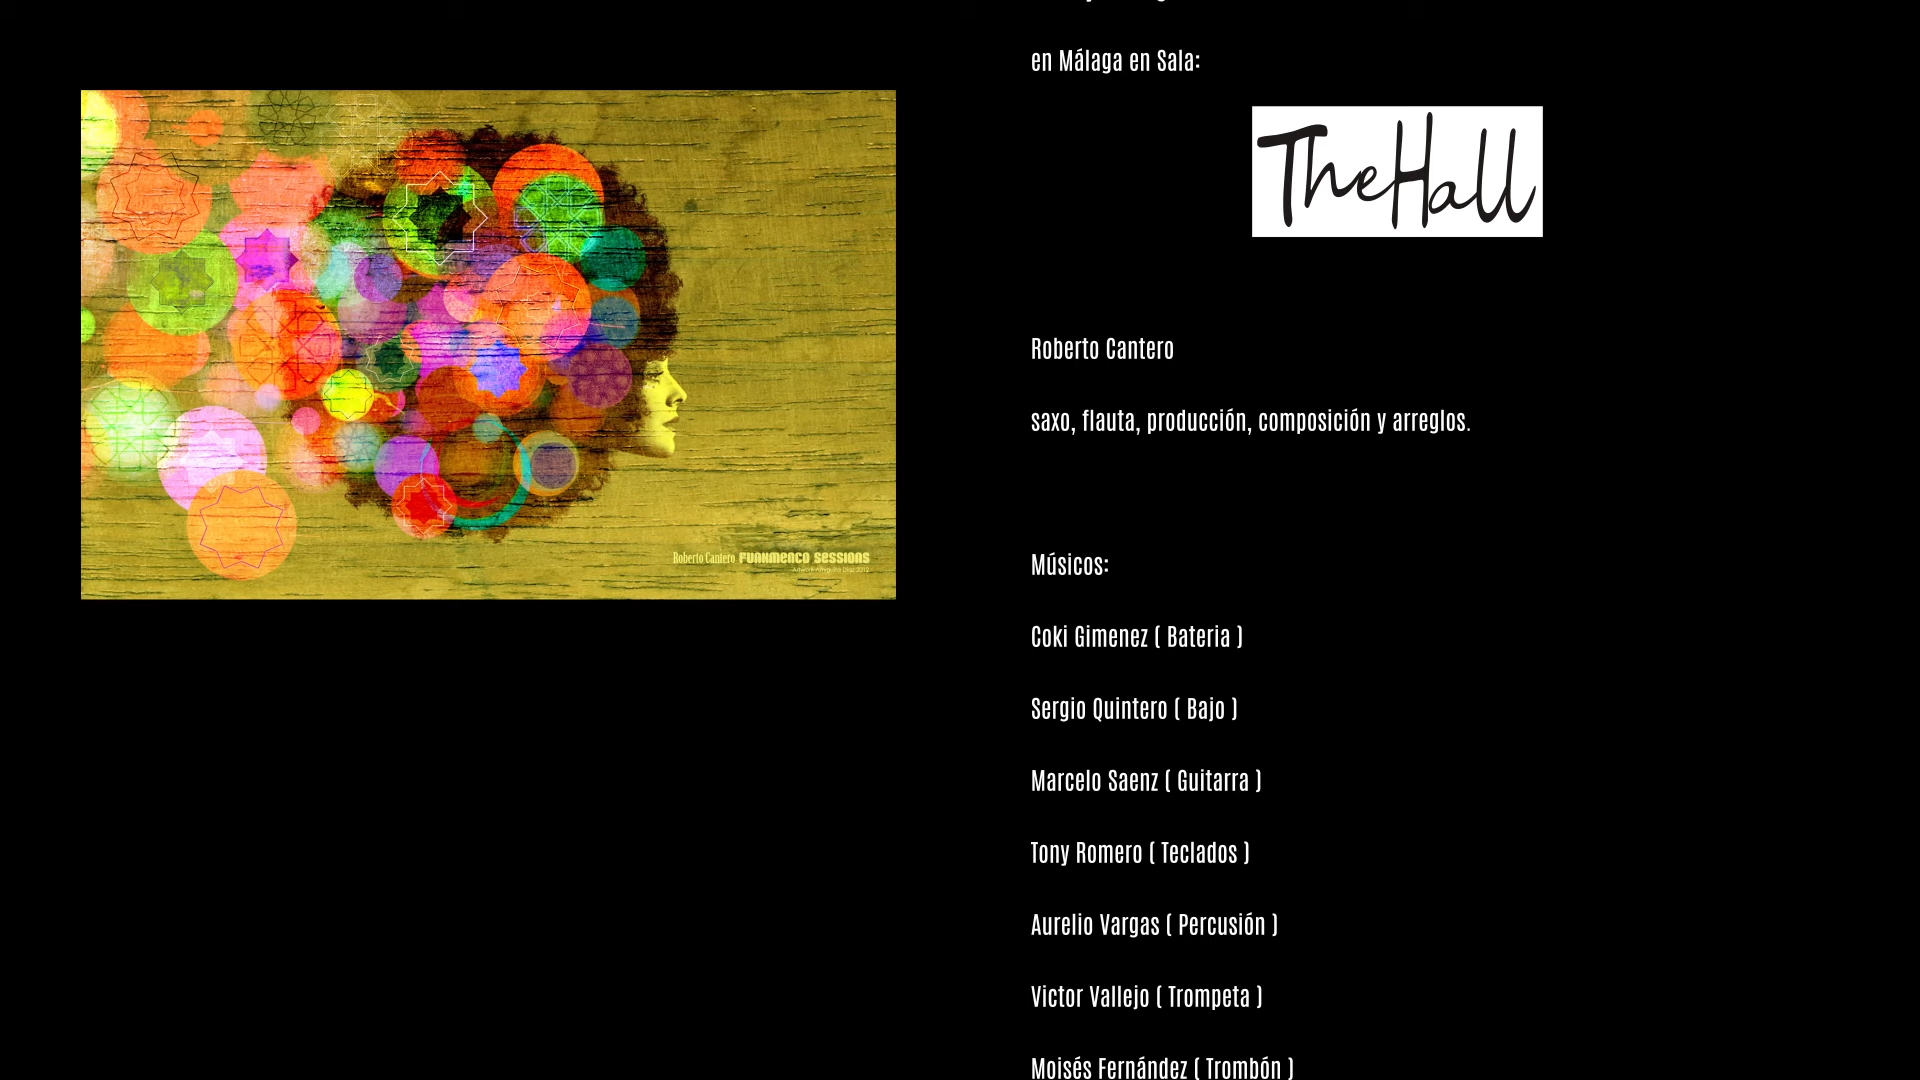 en Málaga en Sala:
TheHall
Roberto Cantero
saxo, flauta, producción, composición y arreglos.
Músicos:
Coki Gimenez ( Bateria )
Sergio Quintero ( Bajo )
Marcelo Saenz ( Guitarra )
Tony Romero ( Teclados )
Aurelio Vargas ( Percusión )
Victor Vallejo ( Trompeta )
Moisés Fernández ( Trombón )
Roberto Cantero FUNKMENCO SESSIONS